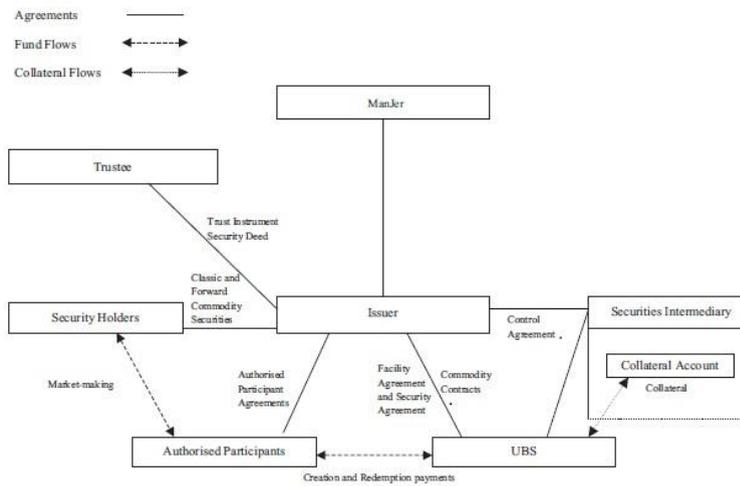 Agreements
Fund Flows
Collateral Flows
ManJer
Trustee
Trust Instrument
Security Deed
Classic and
Forward
Commodity
Securities
Security Holders
Issuer
Securities Intermediary
Control
Agreement
Collateral Account
Collateral
Market-making
Authorised
Participant
Agreements
Facility
Agreement
and Security
Agreement
Commodity
Contracts
Authorised Participants
UBS
Creation and Redemption payments